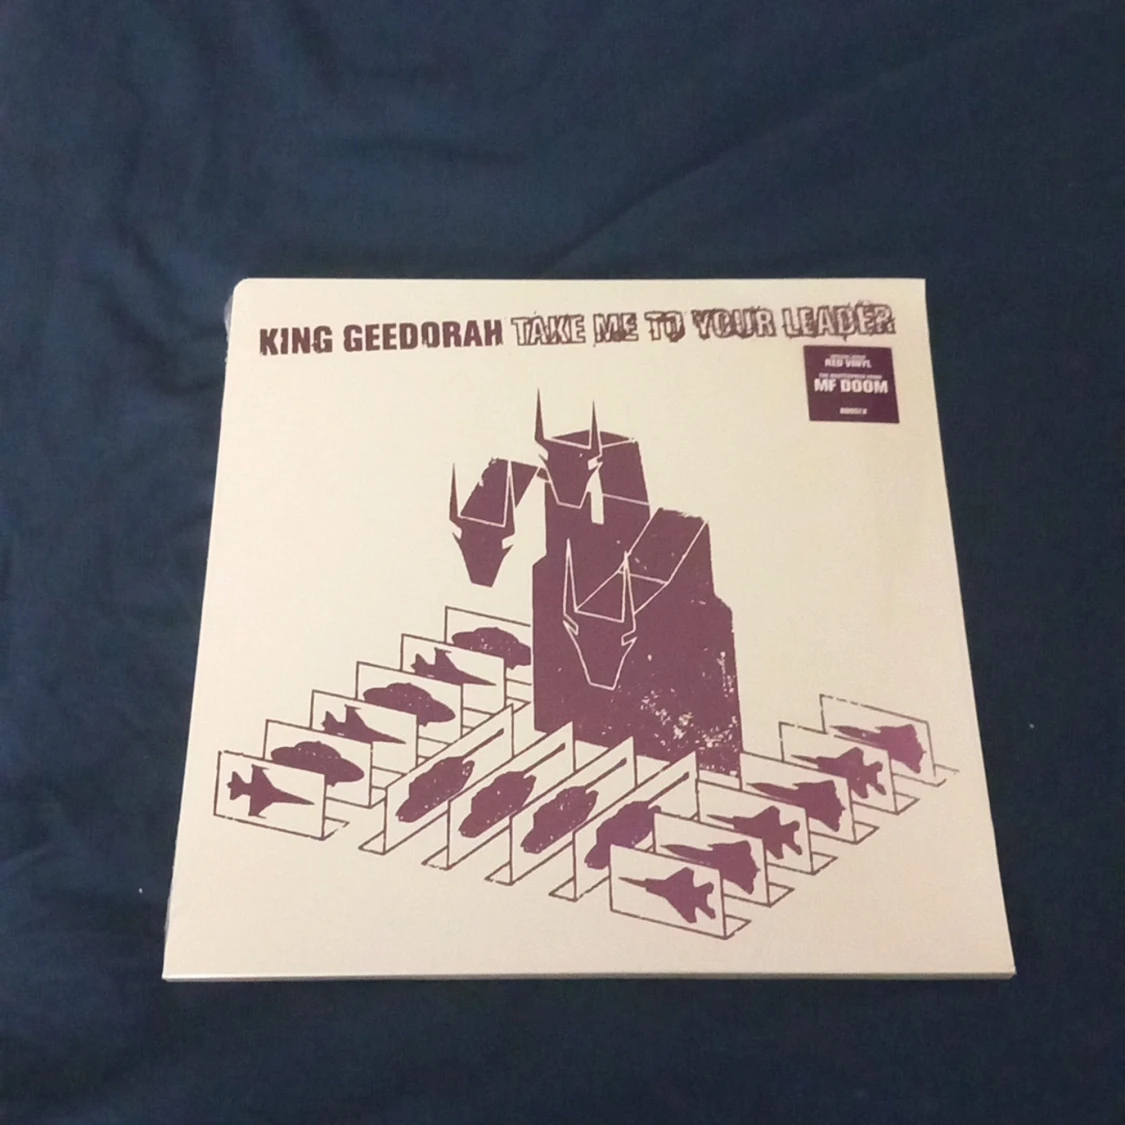 KING GEEDORAH TAKE ME TO YOUR LEADER
RED VINYL
MF DOOM